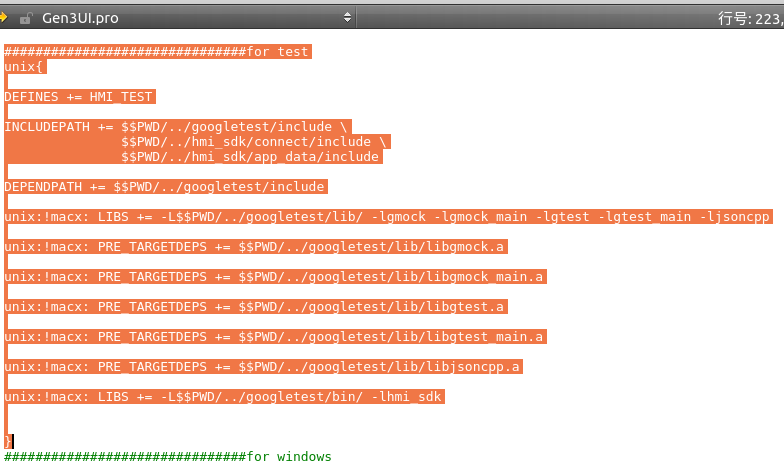 Gen3UI.pro
行号: 223,
###############################for test
unix{
DEFINES += HMI_TEST
INCLUDEPATH += $$PWD/../googletest/include \
$$PWD/../hmi_sdk/connect/include \
$$PWD/../hmi_sdk/app_data/include
DEPENDPATH += $$PWD/../googletest/include
unix:!macx: LIBS += -L$$PWD/../googletest/lib/ -lgmock -lgmock_main -lgtest -lgtest_main -ljsoncpp
unix:!macx: PRE_TARGETDEPS += $$PWD/../googletest/lib/libgmock.a
unix:!macx: PRE_TARGETDEPS += $$PWD/../googletest/lib/libgmock_main.a
unix:!macx: PRE_TARGETDEPS += $$PWD/../googletest/lib/libgtest.a
unix:!macx: PRE_TARGETDEPS += $$PWD/../googletest/lib/libgtest_main.a
unix:!macx: PRE_TARGETDEPS += $$PWD/../googletest/lib/libjsoncpp.a
unix:!macx: LIBS += -L$$PWD/../googletest/bin/ -lhmi_sdk
}
###############################for windows